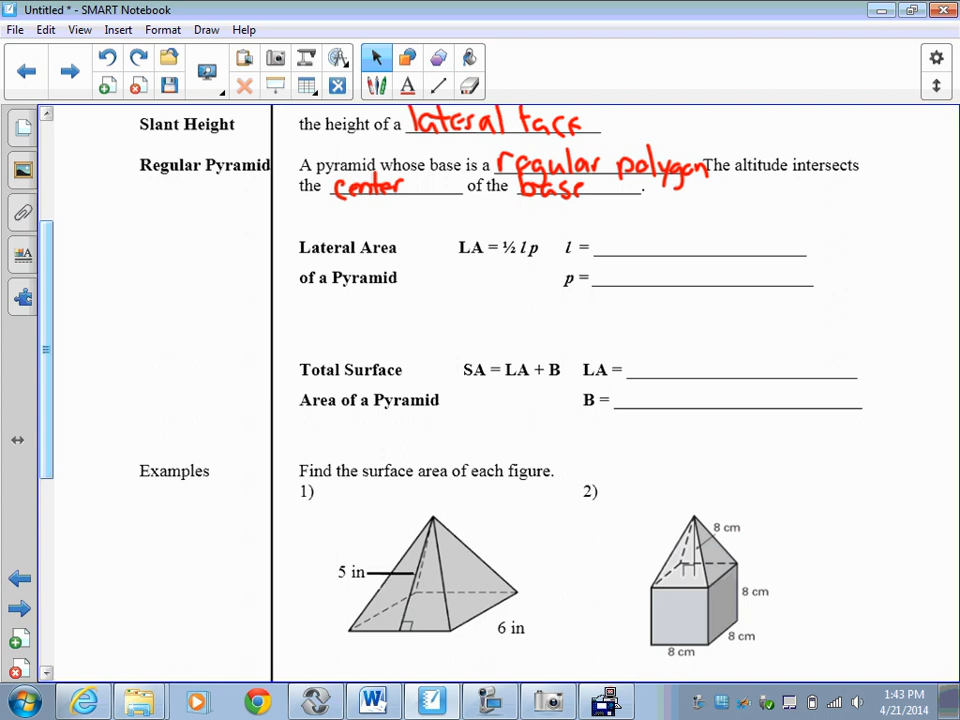 Untitled * - SMART Notebook
File Edit View Insert Format Draw Help
Slant Height the height of a lateral face
Regular Pyramid A pyramid whose base is a regular polygon. The altitude intersects
the center of the base.
Lateral Area LA = ½ l p l =
of a Pyramid p =
Total Surface SA = LA + B LA =
Area of a Pyramid B =
Examples Find the surface area of each figure.
1) 2)
8 cm
5 in
8 cm
6 in
8 cm
8 cm
1:43 PM
4/21/2014